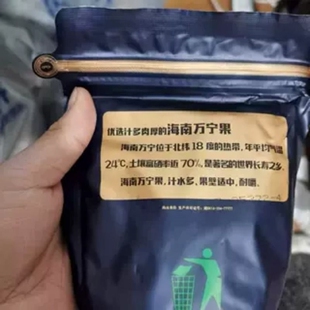 优选汁多肉厚的海南万宁果
海南万宁位于北纬18度的热带,年平均气温
24℃,土壤富硒率近70%,是著名的世界长寿之乡。
海南万宁果,汁水多,果壁适中,耐嚼。